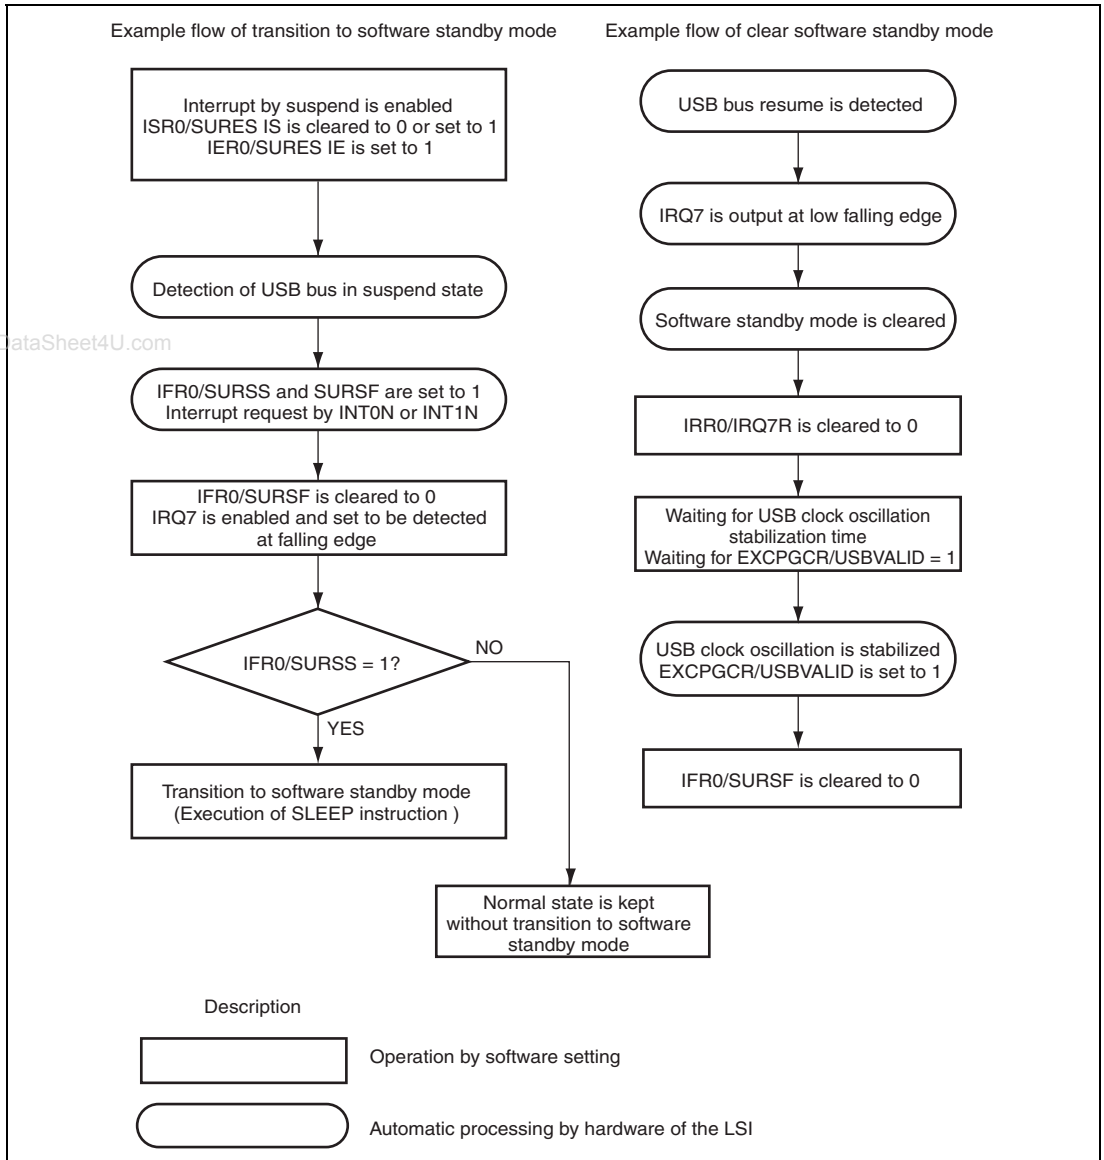 Example flow of transition to software standby mode
Interrupt by suspend is enabled
ISR0/SURES IS is cleared to 0 or set to 1
IER0/SURES IE is set to 1
Detection of USB bus in suspend state
DataSheet4U.com
IFR0/SURSS and SURSF are set to 1
Interrupt request by INT0N or INT1N
IFR0/SURSF is cleared to 0
IRQ7 is enabled and set to be detected
at falling edge
IFR0/SURSS = 1?
NO
YES
Transition to software standby mode
(Execution of SLEEP instruction )
Normal state is kept
without transition to software
standby mode
Example flow of clear software standby mode
USB bus resume is detected
IRQ7 is output at low falling edge
Software standby mode is cleared
IRR0/IRQ7R is cleared to 0
Waiting for USB clock oscillation
stabilization time
Waiting for EXCPGCR/USBVALID = 1
USB clock oscillation is stabilized
EXCPGCR/USBVALID is set to 1
IFR0/SURSF is cleared to 0
Description
Operation by software setting
Automatic processing by hardware of the LSI